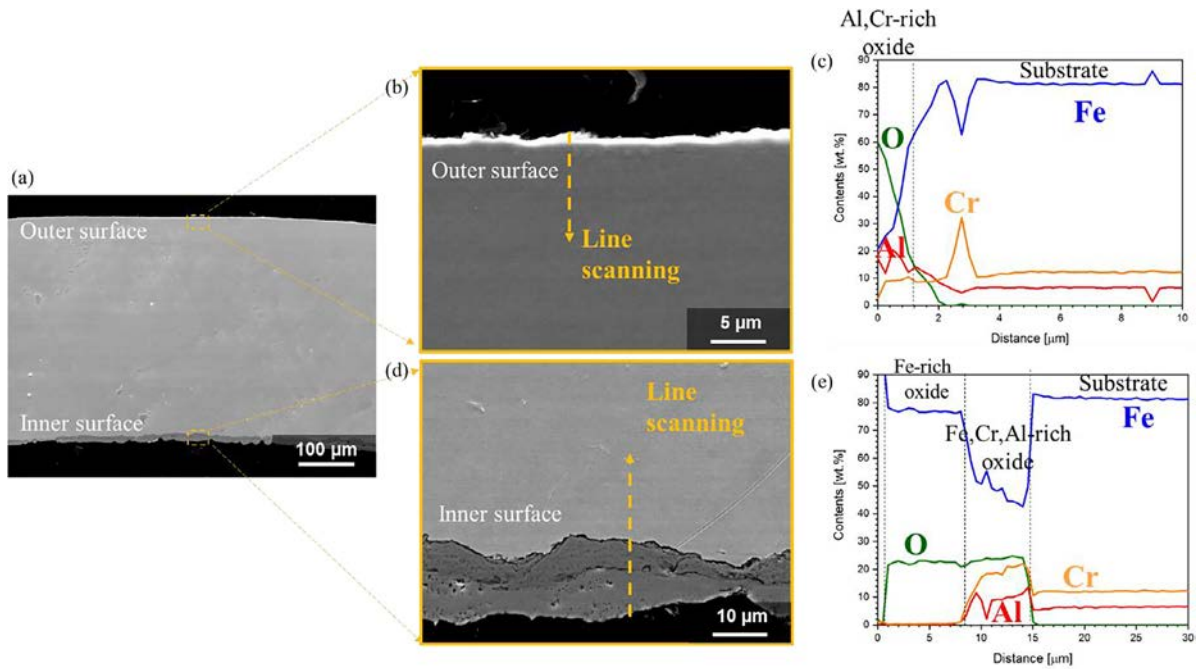 (a)
Outer surface
Inner surface
100 μm
(b)
Outer surface
Line
scanning
5 μm
(c)
Al,Cr-rich
oxide
Substrate
Fe
O
Cr
Al
Contents [wt.%]
90
80
70
60
50
40
30
20
10
0
0 2 4 6 8 10
Distance [μm]
(d)
Line
scanning
Inner surface
10 μm
(e)
Fe-rich
oxide
Substrate
Fe
Fe,Cr,Al-rich
oxide
O
Cr
Al
Contents [wt.%]
90
80
70
60
50
40
30
20
10
0
0 5 10 15 20 25 30
Distance [μm]